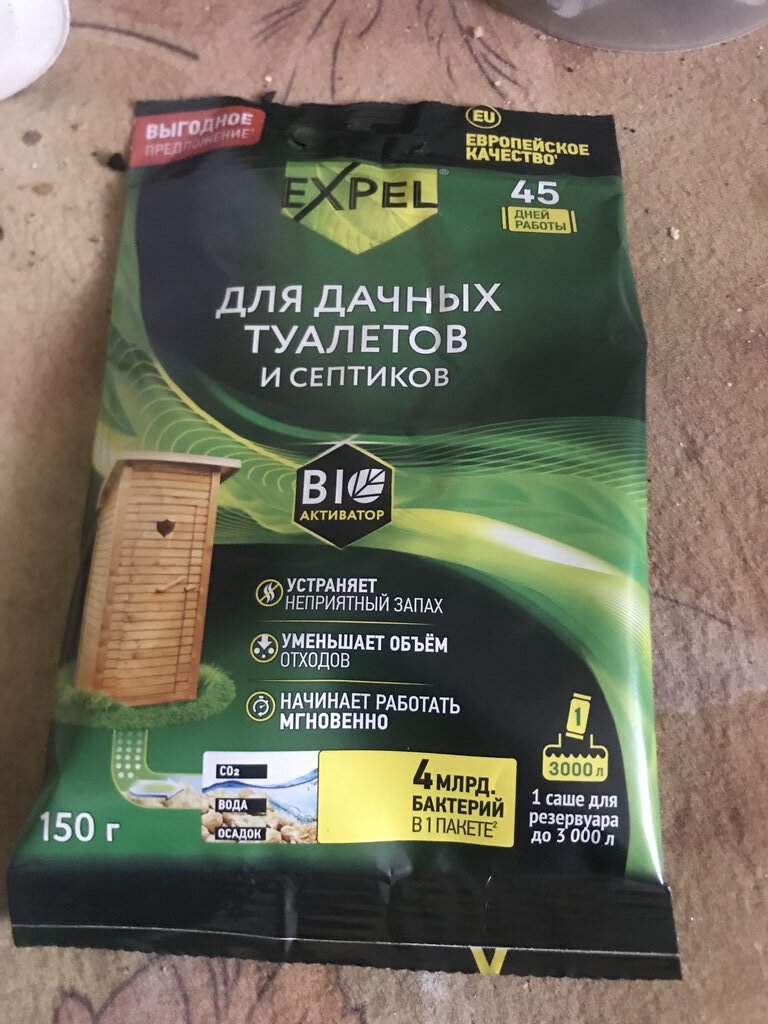 ВЫГОДНОЕ
ПРЕДЛОЖЕНИЕ¹
EU
ЕВРОПЕЙСКОЕ
КАЧЕСТВО¹
EXPEL®
45
ДНЕЙ
РАБОТЫ
ДЛЯ ДАЧНЫХ
ТУАЛЕТОВ
И СЕПТИКОВ
BIO
АКТИВАТОР
УСТРАНЯЕТ
НЕПРИЯТНЫЙ ЗАПАХ
УМЕНЬШАЕТ ОБЪЁМ
ОТХОДОВ
НАЧИНАЕТ РАБОТАТЬ
МГНОВЕННО
CO₂
ВОДА
ОСАДОК
4 МЛРД.
БАКТЕРИЙ
В 1 ПАКЕТЕ²
1
3000 л
1 саше для
резервуара
до 3 000 л
150 г